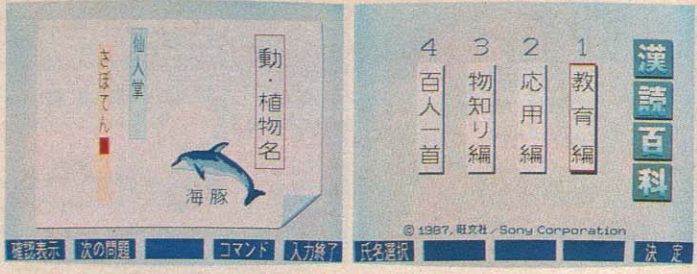 動・植物名
仙人掌
さぼてん
海豚
確認表示 次の問題 コマンド 入力終了
漢読百科
1 教育編
2 応用編
3 物知り編
4 百人一首
© 1987, 旺文社/Sony Corporation
氏名選択 決定